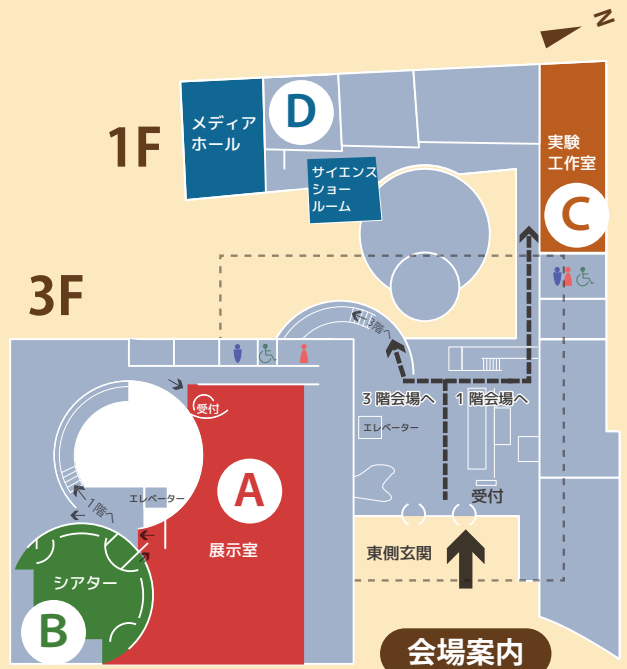 N
1F
メディア
ホール
D
サイエンス
ショー
ルーム
実験
工作室
C
3F
3階へ
3階会場へ
1階会場へ
エレベーター
受付
東側玄関
受付
A
展示室
エレベーター
1階へ
シアター
B
会場案内